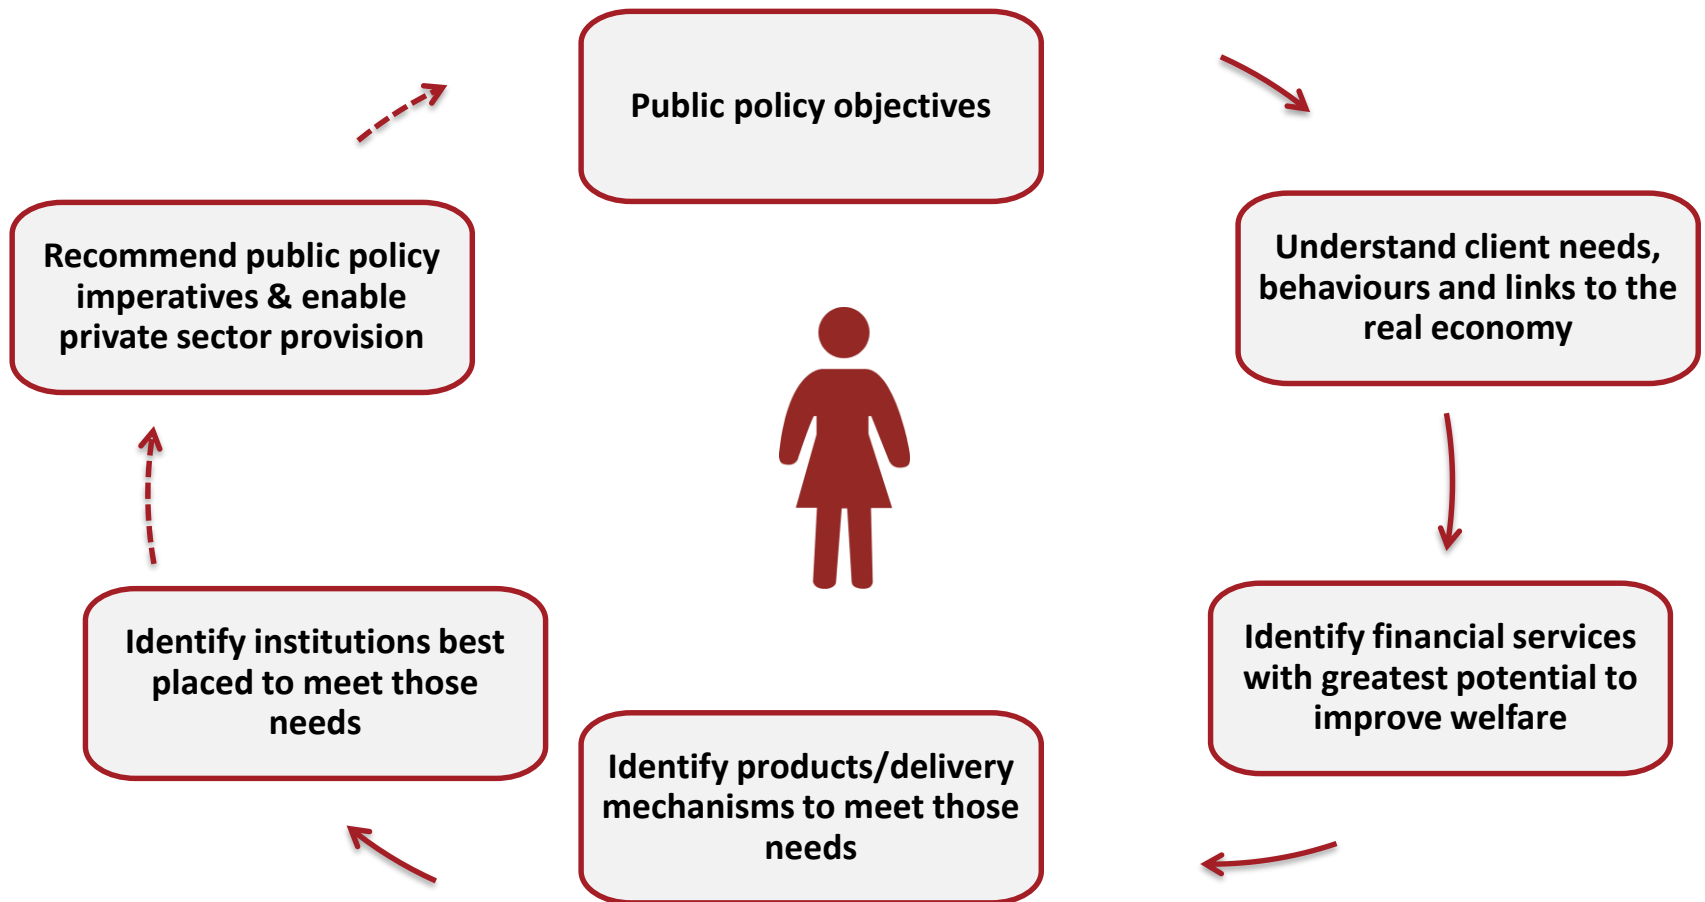 Public policy objectives
Understand client needs,
behaviours and links to the
real economy
Identify financial services
with greatest potential to
improve welfare
Identify products/delivery
mechanisms to meet those
needs
Identify institutions best
placed to meet those
needs
Recommend public policy
imperatives & enable
private sector provision